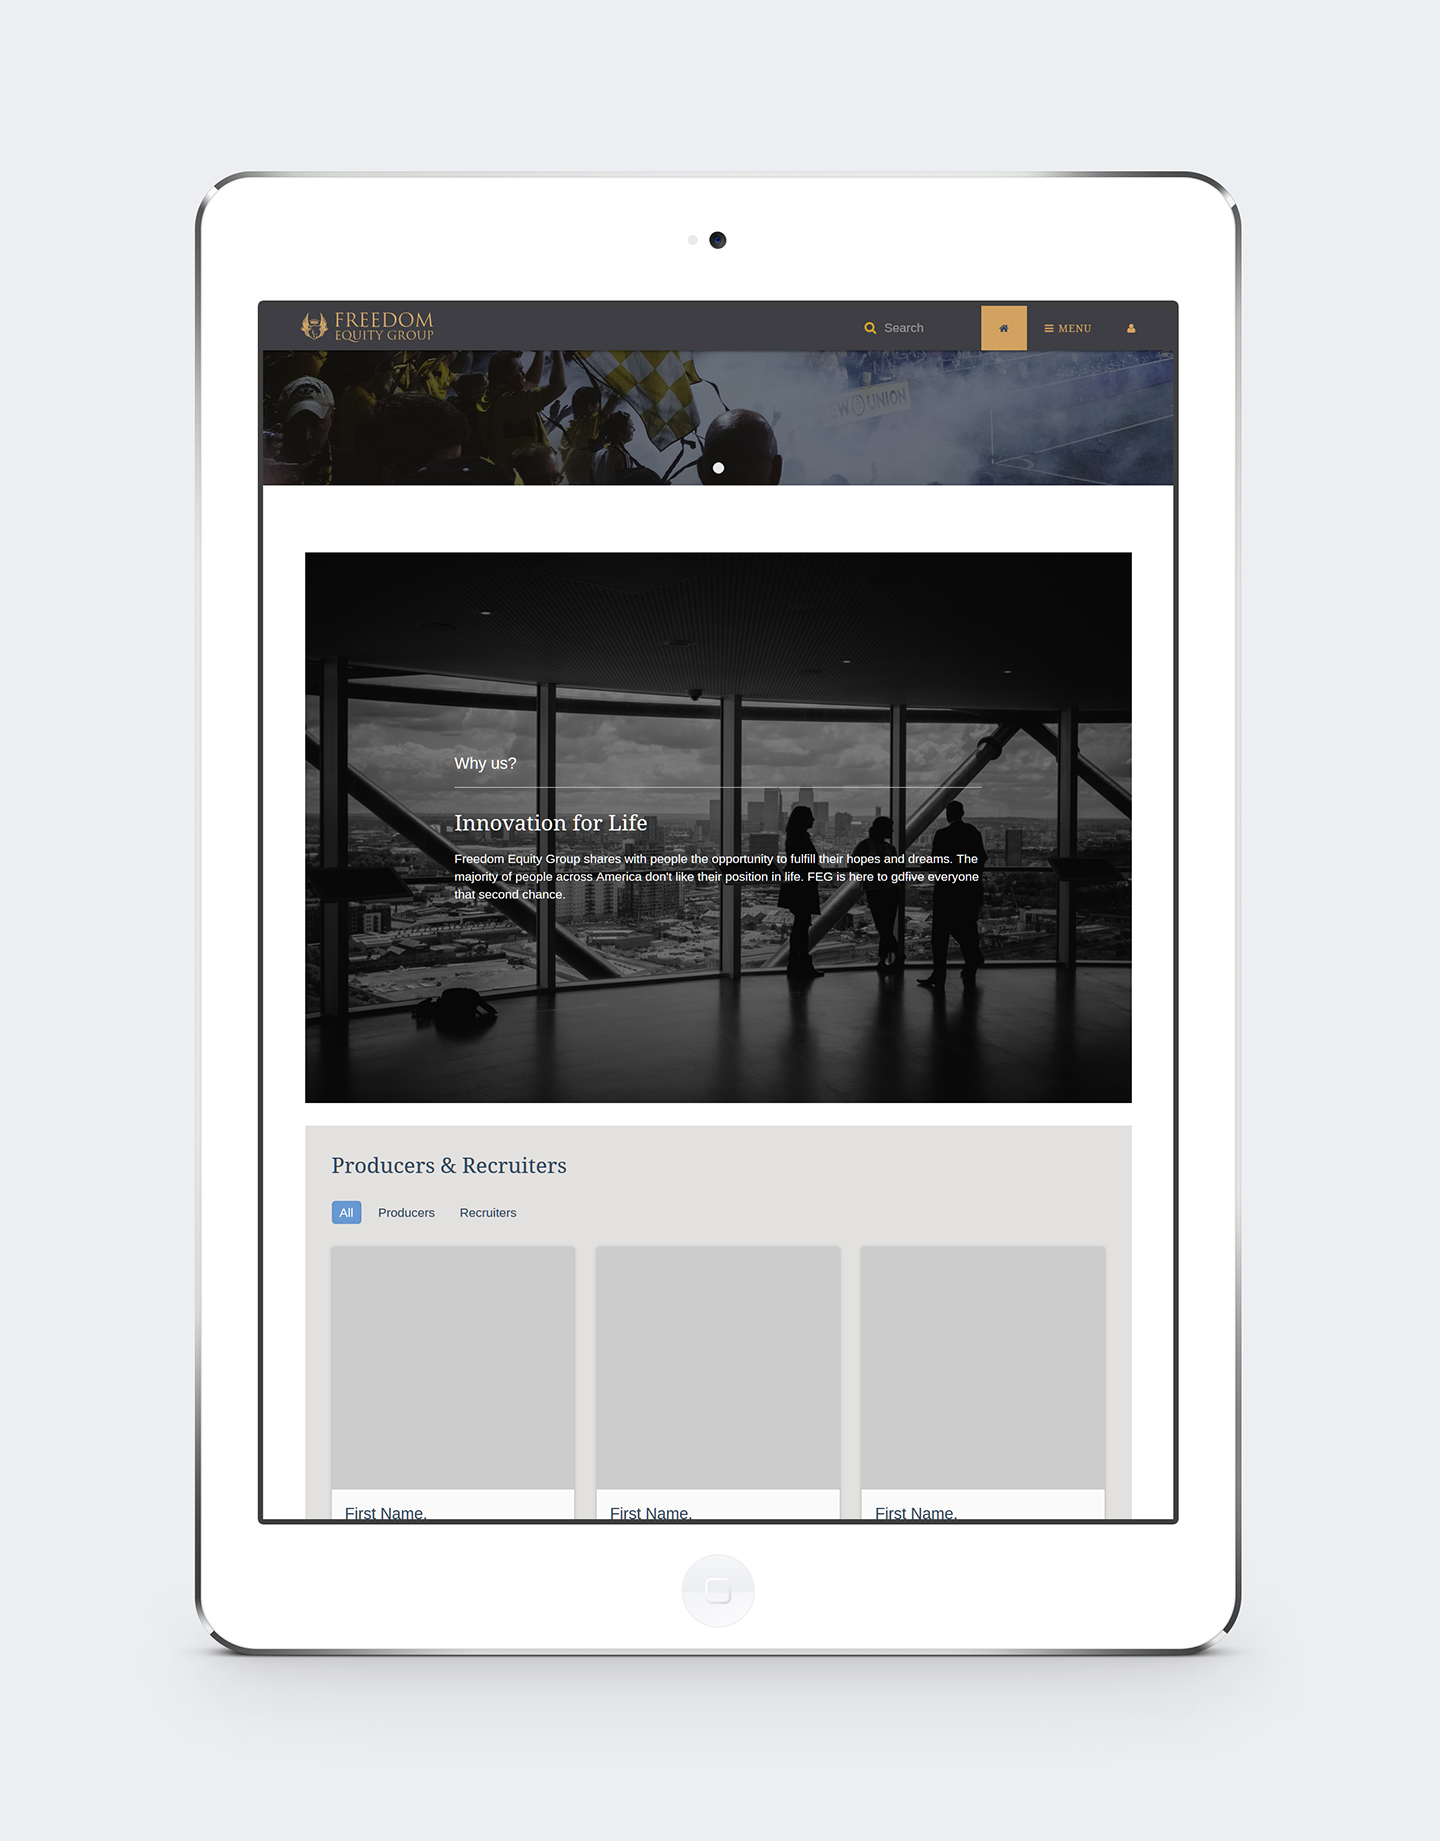 FREEDOM
EQUITY GROUP
Search
MENU
EW UNION
Why us?
Innovation for Life
Freedom Equity Group shares with people the opportunity to fulfill their hopes and dreams. The
majority of people across America don't like their position in life. FEG is here to gdfive everyone
that second chance.
Producers & Recruiters
All Producers Recruiters
First Name, First Name, First Name,